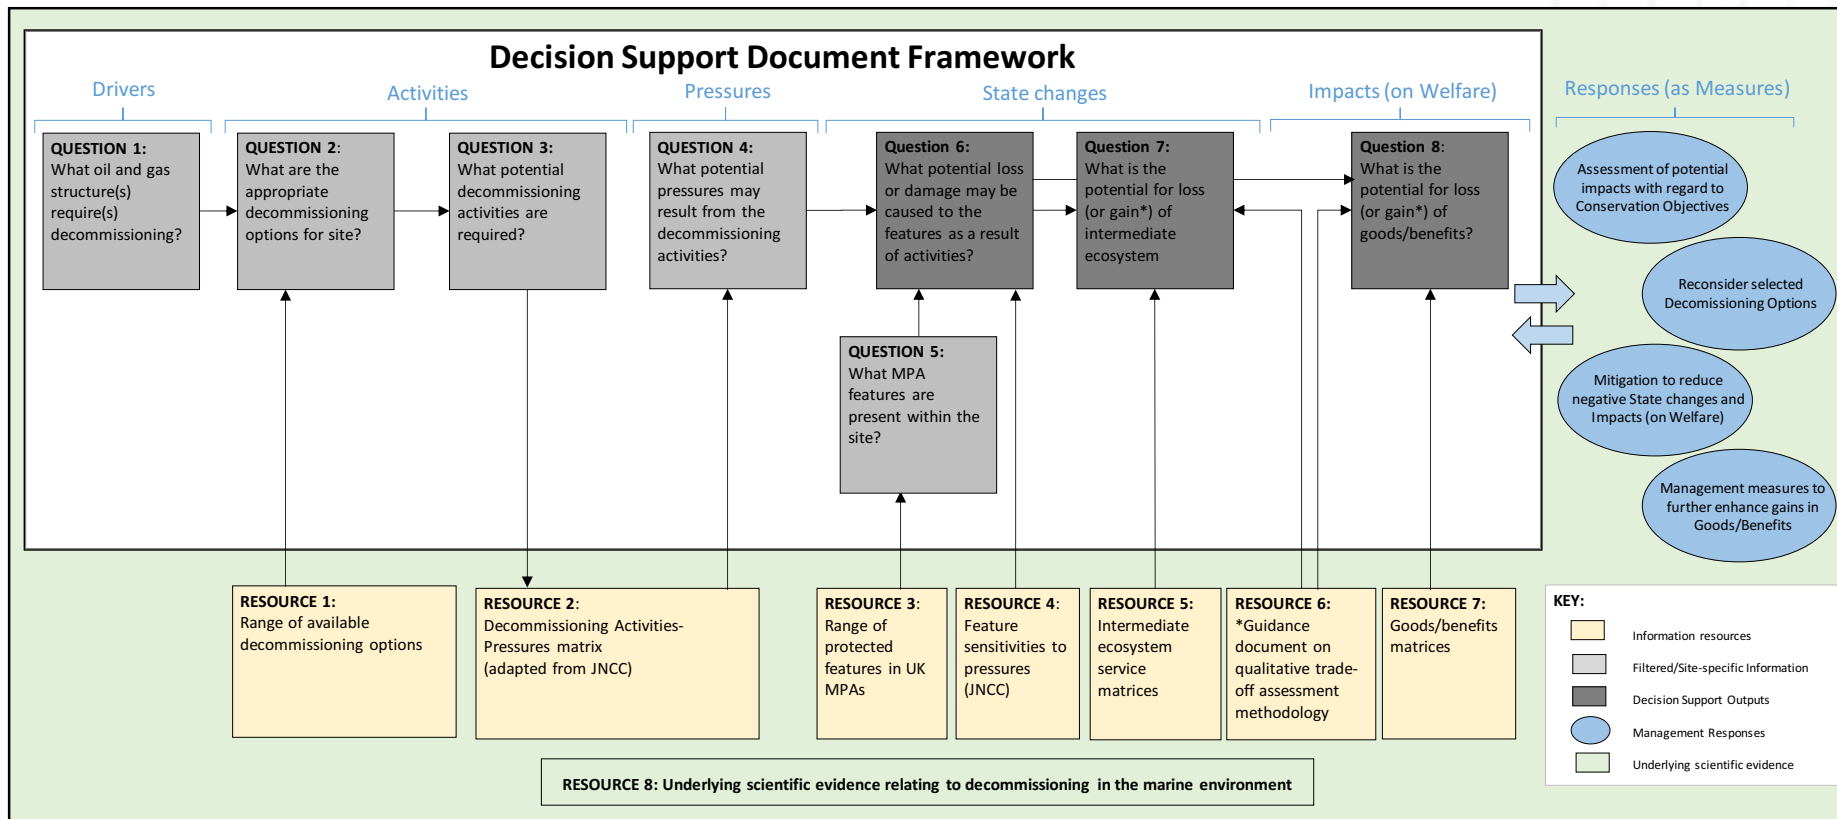 Decision Support Document Framework
Drivers
Activities
Pressures
State changes
Impacts (on Welfare)
Responses (as Measures)
QUESTION 1:
What oil and gas
structure(s)
require(s)
decommissioning?
QUESTION 2:
What are the
appropriate
decommissioning
options for site?
QUESTION 3:
What potential
decommissioning
activities are
required?
QUESTION 4:
What potential
pressures may
result from the
decommissioning
activities?
Question 6:
What potential loss
or damage may be
caused to the
features as a result
of activities?
Question 7:
What is the
potential for loss
(or gain*) of
intermediate
ecosystem
Question 8:
What is the
potential for loss
(or gain*) of
goods/benefits?
QUESTION 5:
What MPA
features are
present within the
site?
Assessment of potential
impacts with regard to
Conservation Objectives
Reconsider selected
Decomissioning Options
Mitigation to reduce
negative State changes and
Impacts (on Welfare)
Management measures to
further enhance gains in
Goods/Benefits
RESOURCE 1:
Range of available
decommissioning options
RESOURCE 2:
Decommissioning Activities-
Pressures matrix
(adapted from JNCC)
RESOURCE 3:
Range of
protected
features in UK
MPAs
RESOURCE 4:
Feature
sensitivities to
pressures
(JNCC)
RESOURCE 5:
Intermediate
ecosystem
service
matrices
RESOURCE 6:
*Guidance
document on
qualitative trade-
off assessment
methodology
RESOURCE 7:
Goods/benefits
matrices
KEY:
Information resources
Filtered/Site-specific Information
Decision Support Outputs
Management Responses
Underlying scientific evidence
RESOURCE 8: Underlying scientific evidence relating to decommissioning in the marine environment